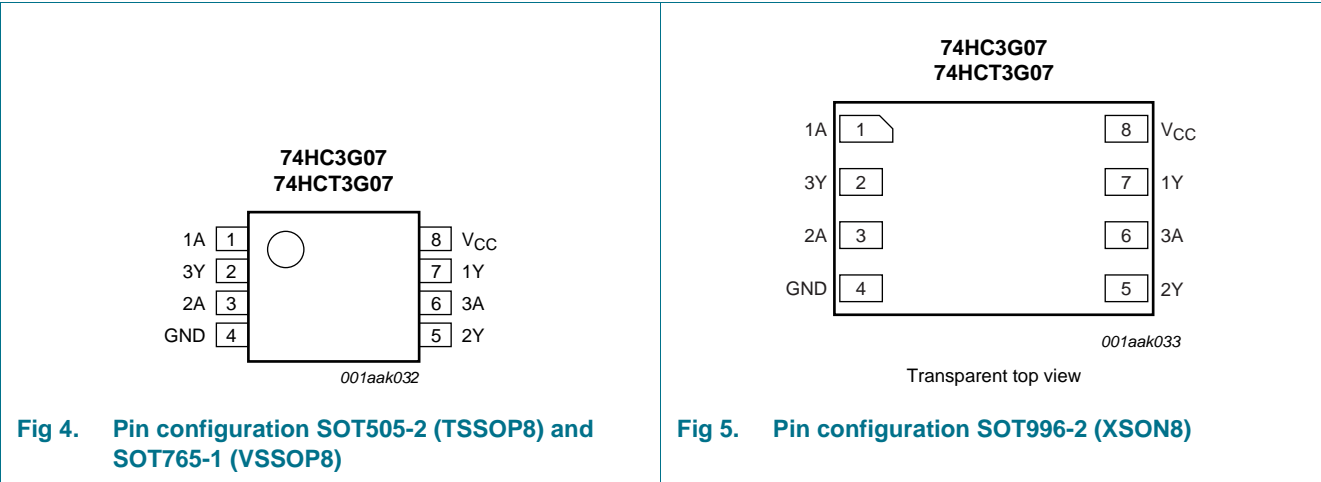 74HC3G07
74HCT3G07
1A 1 8 VCC
3Y 2 7 1Y
2A 3 6 3A
GND 4 5 2Y
001aak032
Fig 4. Pin configuration SOT505-2 (TSSOP8) and
SOT765-1 (VSSOP8)
74HC3G07
74HCT3G07
1A 1 8 VCC
3Y 2 7 1Y
2A 3 6 3A
GND 4 5 2Y
001aak033
Transparent top view
Fig 5. Pin configuration SOT996-2 (XSON8)